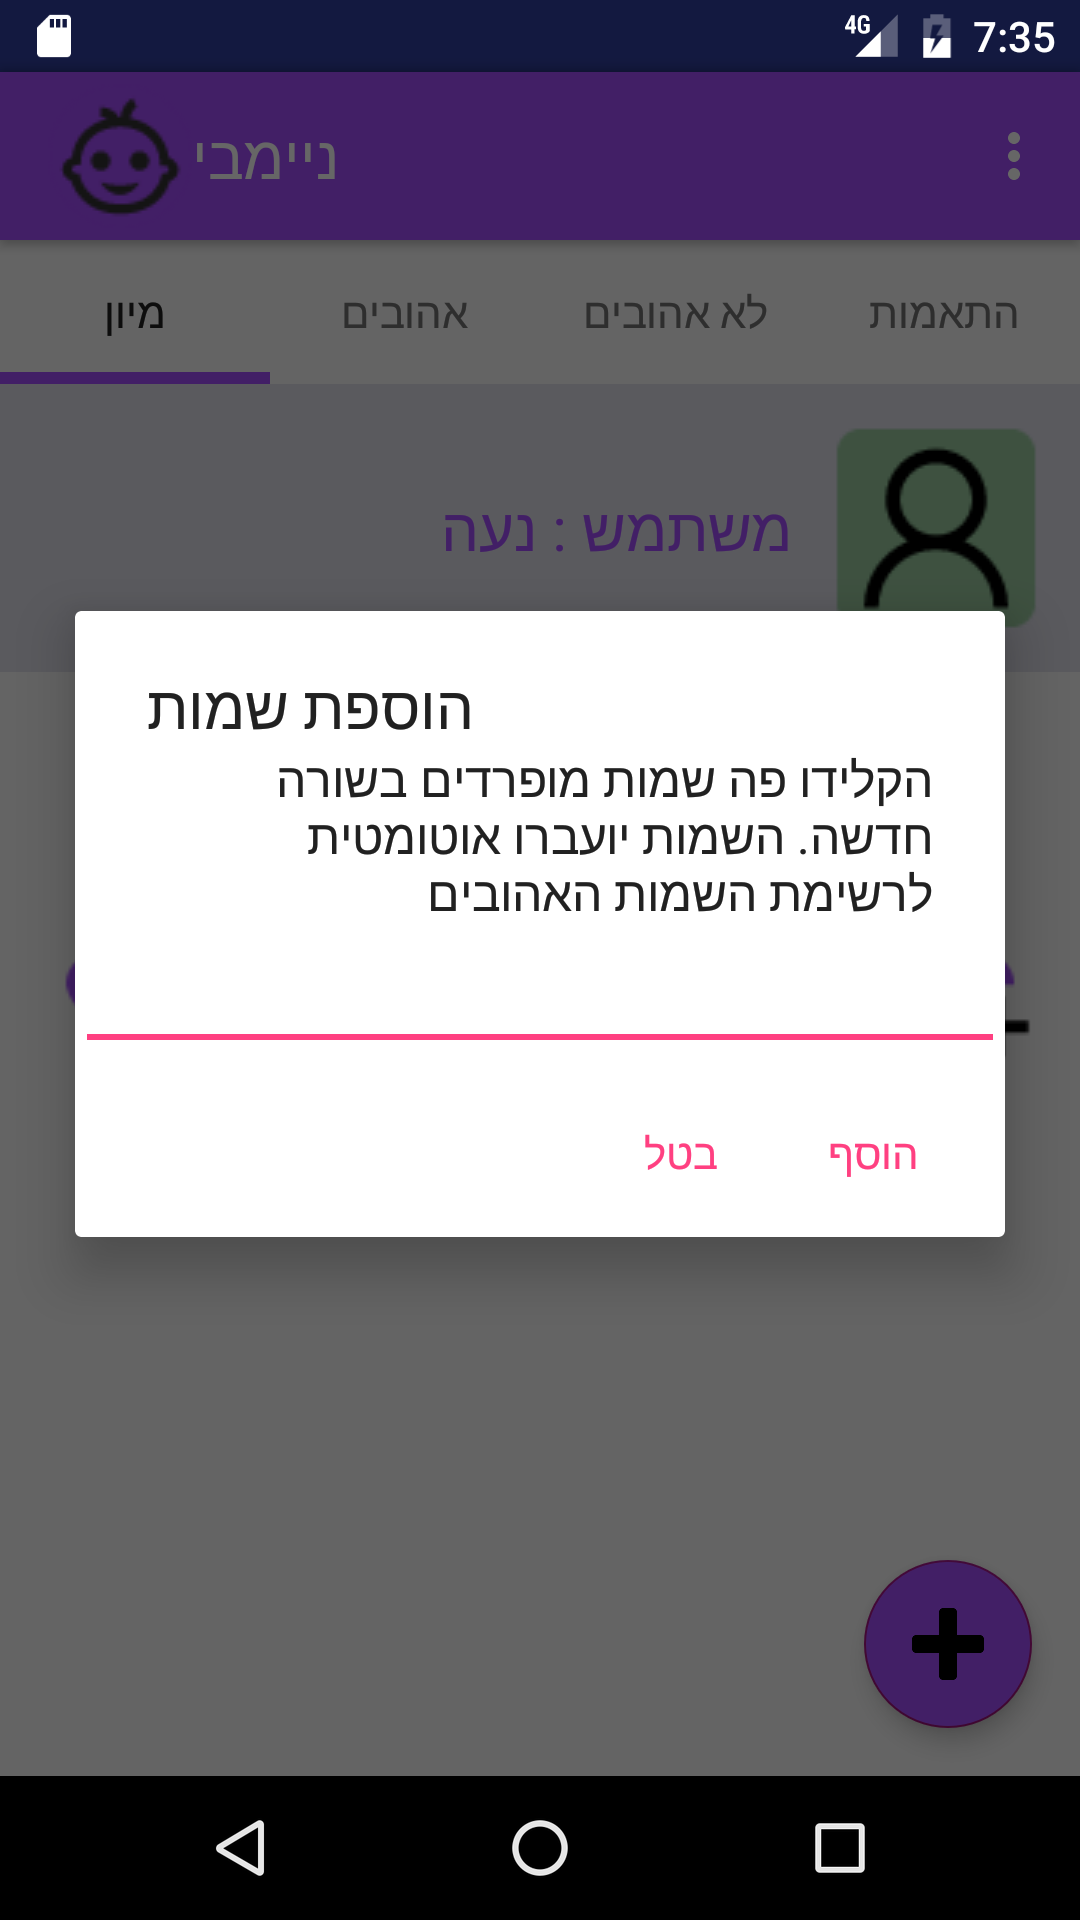 4G 7:35
ניימבי
התאמות לא אהובים אהובים מיון
משתמש : נעה
הוספת שמות
הקלידו פה שמות מופרדים בשורה
חדשה. השמות יועברו אוטומטית
לרשימת השמות האהובים
הוסף בטל